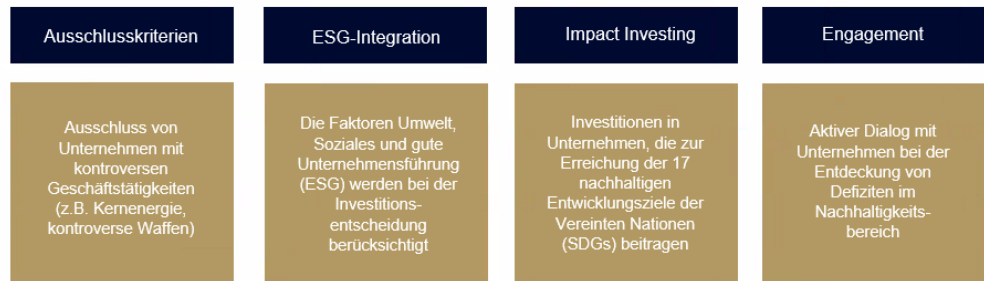 Ausschlusskriterien
Ausschluss von
Unternehmen mit
kontroversen
Geschäftstätigkeiten
(z.B. Kernenergie,
kontroverse Waffen)
ESG-Integration
Die Faktoren Umwelt,
Soziales und gute
Unternehmensführung
(ESG) werden bei der
Investitions-
entscheidung
berücksichtigt
Impact Investing
Investitionen in
Unternehmen, die zur
Erreichung der 17
nachhaltigen
Entwicklungsziele der
Vereinten Nationen
(SDGs) beitragen
Engagement
Aktiver Dialog mit
Unternehmen bei der
Entdeckung von
Defiziten im
Nachhaltigkeits-
bereich